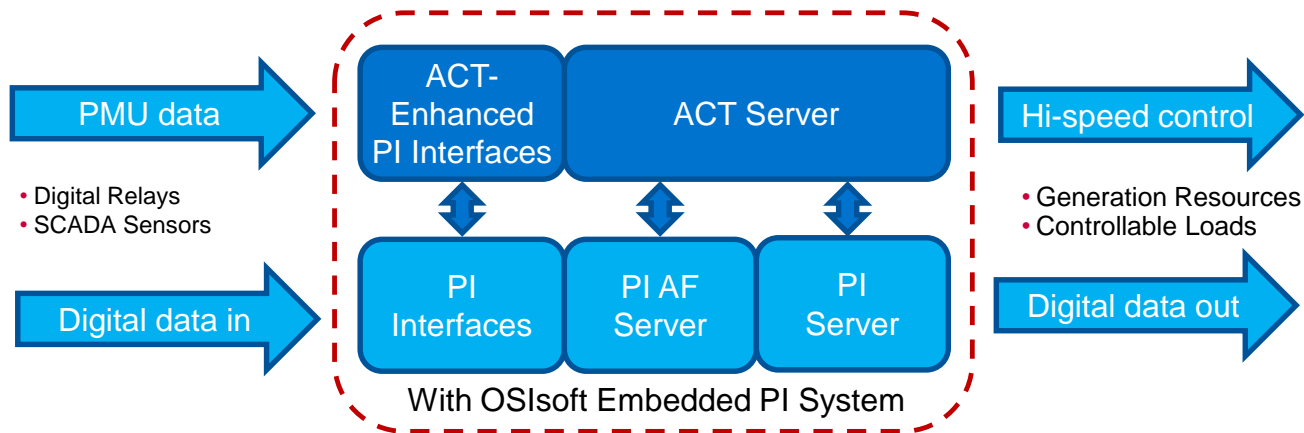 PMU data
• Digital Relays
• SCADA Sensors
Digital data in
ACT-
Enhanced
PI Interfaces
ACT Server
PI
Interfaces
PI AF
Server
PI
Server
With OSIsoft Embedded PI System
Hi-speed control
• Generation Resources
• Controllable Loads
Digital data out